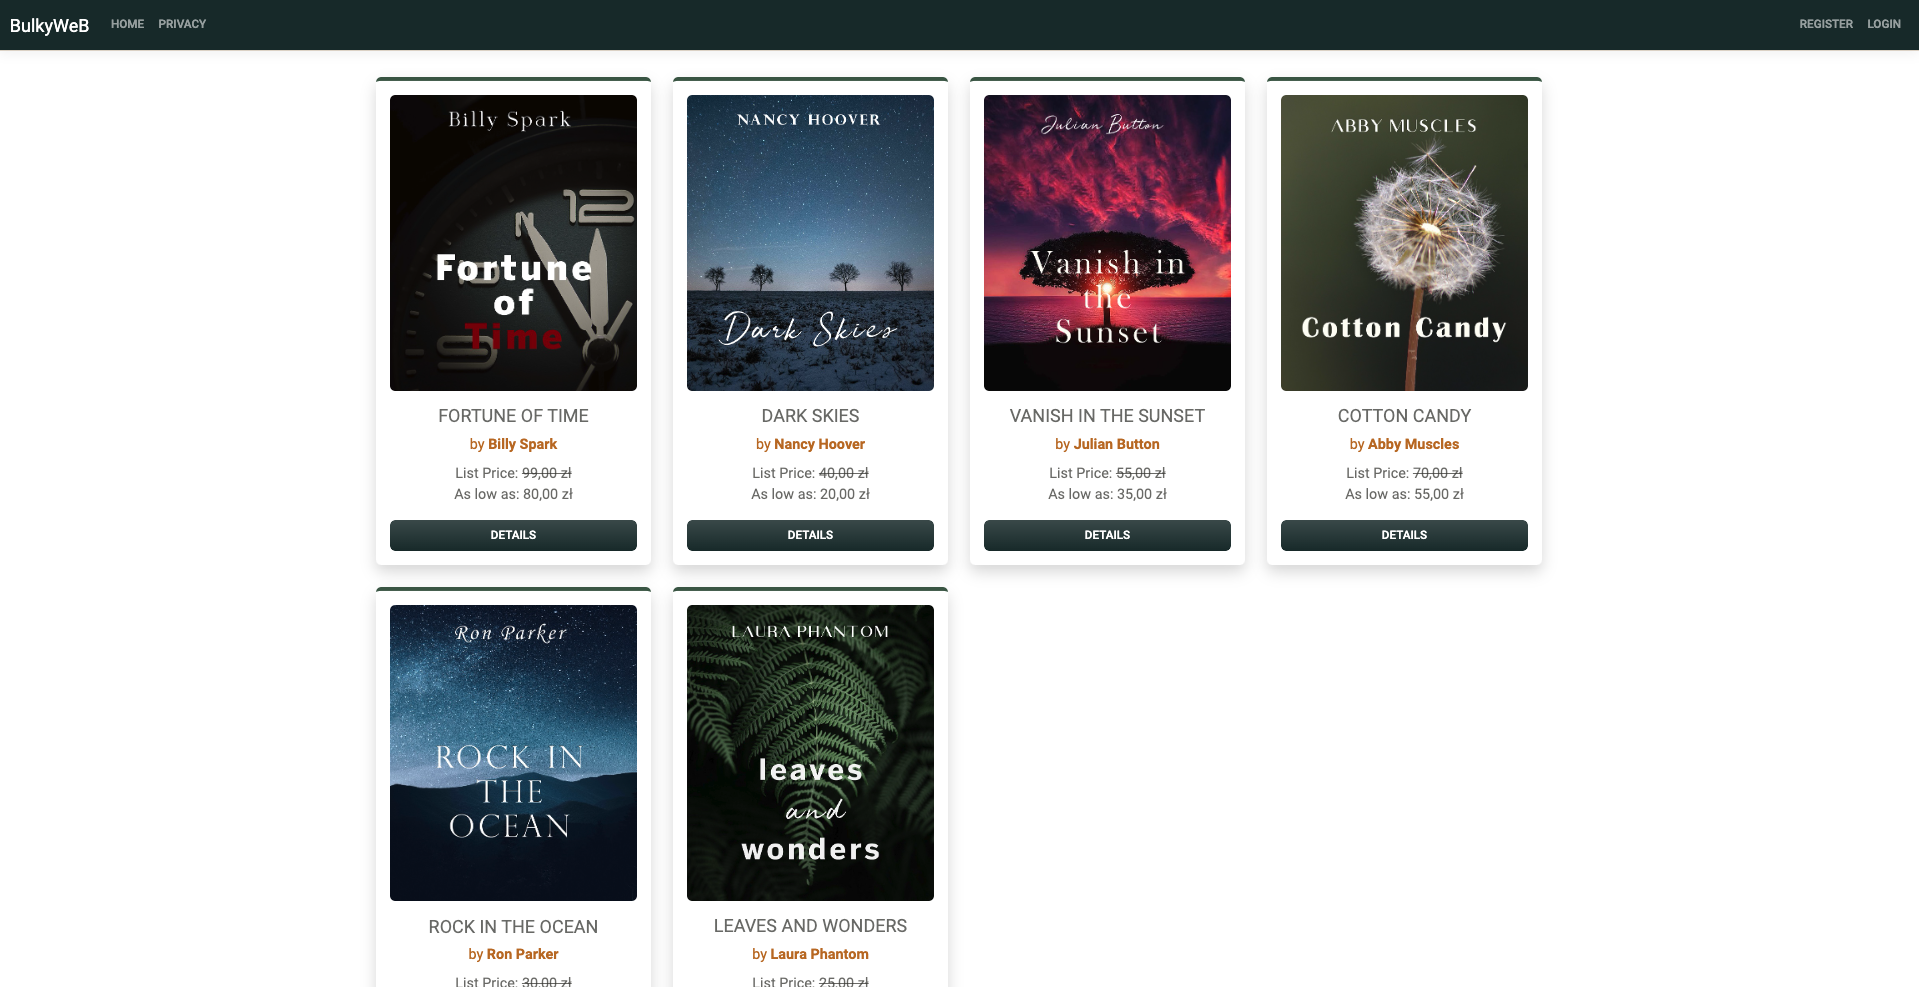 BulkyWeB HOME PRIVACY REGISTER LOGIN
Billy Spark
12
Fortune
of
Time
FORTUNE OF TIME
by Billy Spark
List Price: 99,00 zł
As low as: 80,00 zł
DETAILS
NANCY HOOVER
Dark Skies
DARK SKIES
by Nancy Hoover
List Price: 40,00 zł
As low as: 20,00 zł
DETAILS
Julian Button
Vanish in
the
Sunset
VANISH IN THE SUNSET
by Julian Button
List Price: 55,00 zł
As low as: 35,00 zł
DETAILS
ABBY MUSCLES
Cotton Candy
COTTON CANDY
by Abby Muscles
List Price: 70,00 zł
As low as: 55,00 zł
DETAILS
Ron Parker
ROCK IN
THE
OCEAN
ROCK IN THE OCEAN
by Ron Parker
List Price: 30,00 zł
LAURA PHANTOM
leaves
and
wonders
LEAVES AND WONDERS
by Laura Phantom
List Price: 25,00 zł